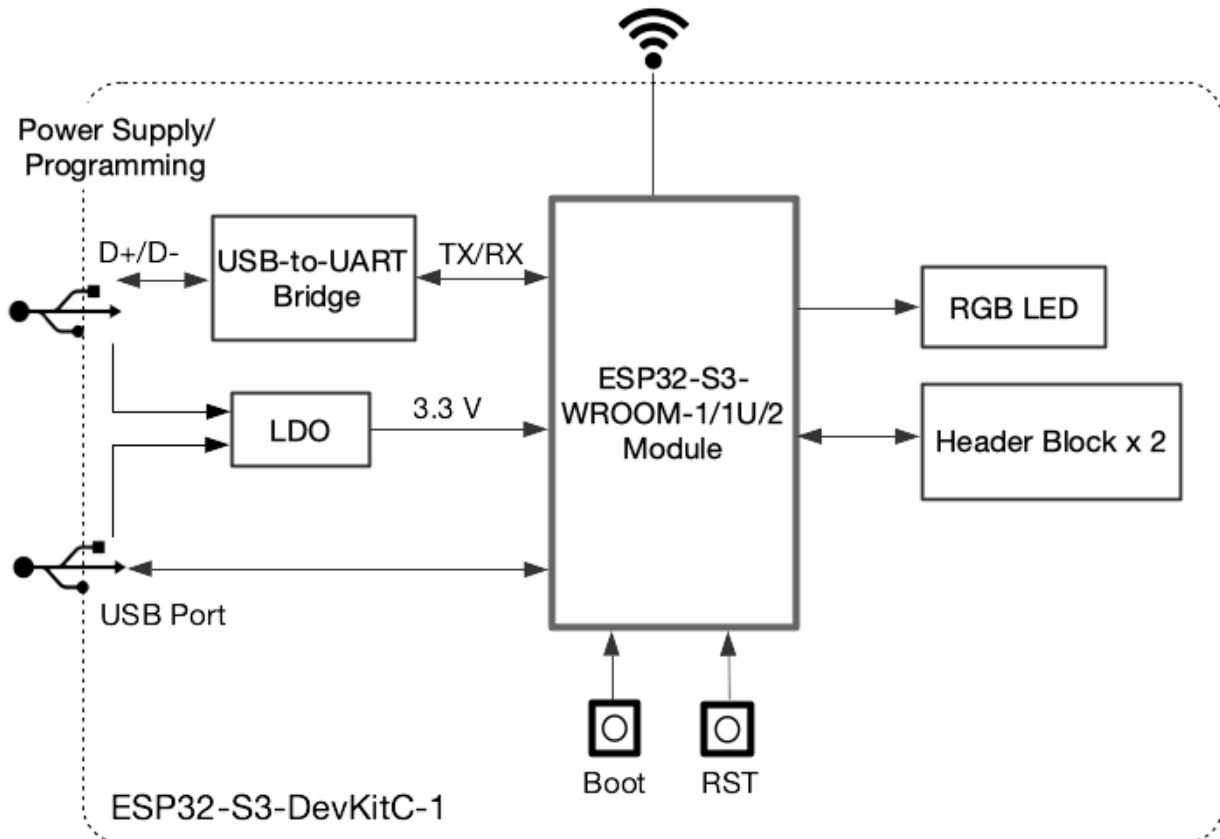 Power Supply/
Programming
D+/D-
USB-to-UART
Bridge
TX/RX
RGB LED
ESP32-S3-
WROOM-1/1U/2
Module
LDO
3.3 V
Header Block x 2
USB Port
Boot
RST
ESP32-S3-DevKitC-1